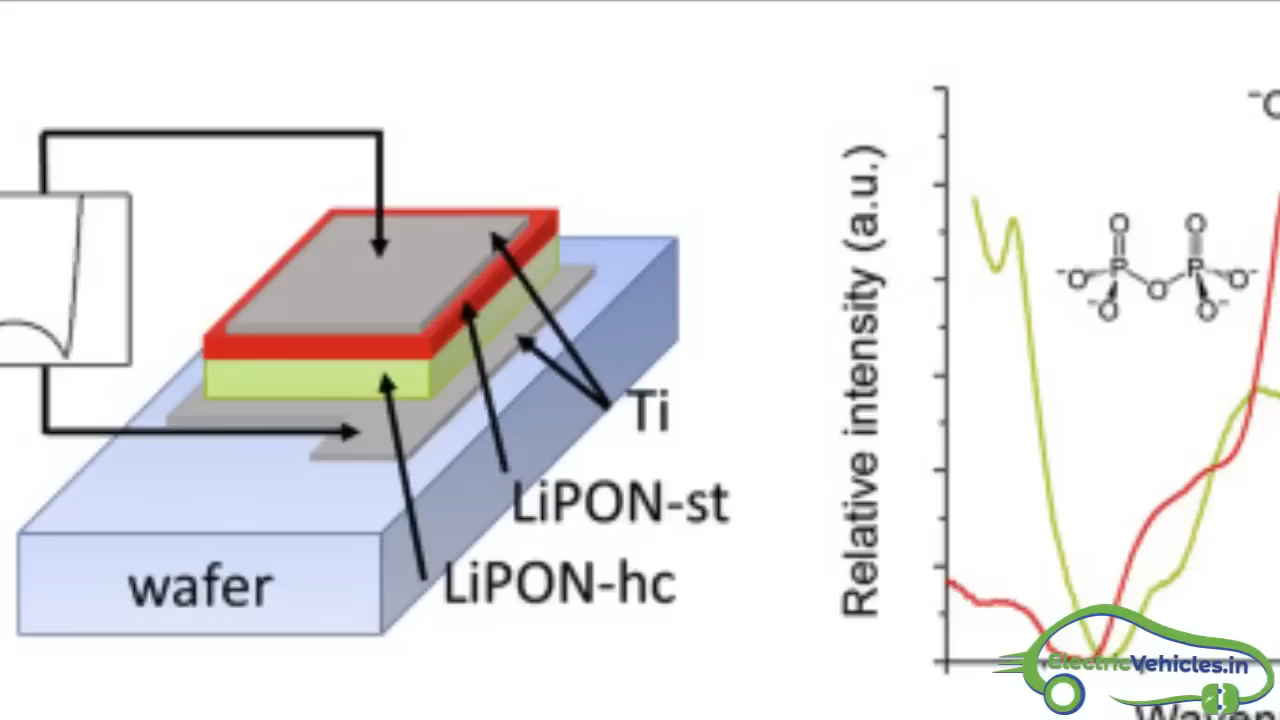 Ti
LiPON-st
LiPON-hc
wafer
Relative intensity (a.u.)
⁻O
O O
⁻O P P O⁻
⁻O O O⁻
ElectricVehicles.in